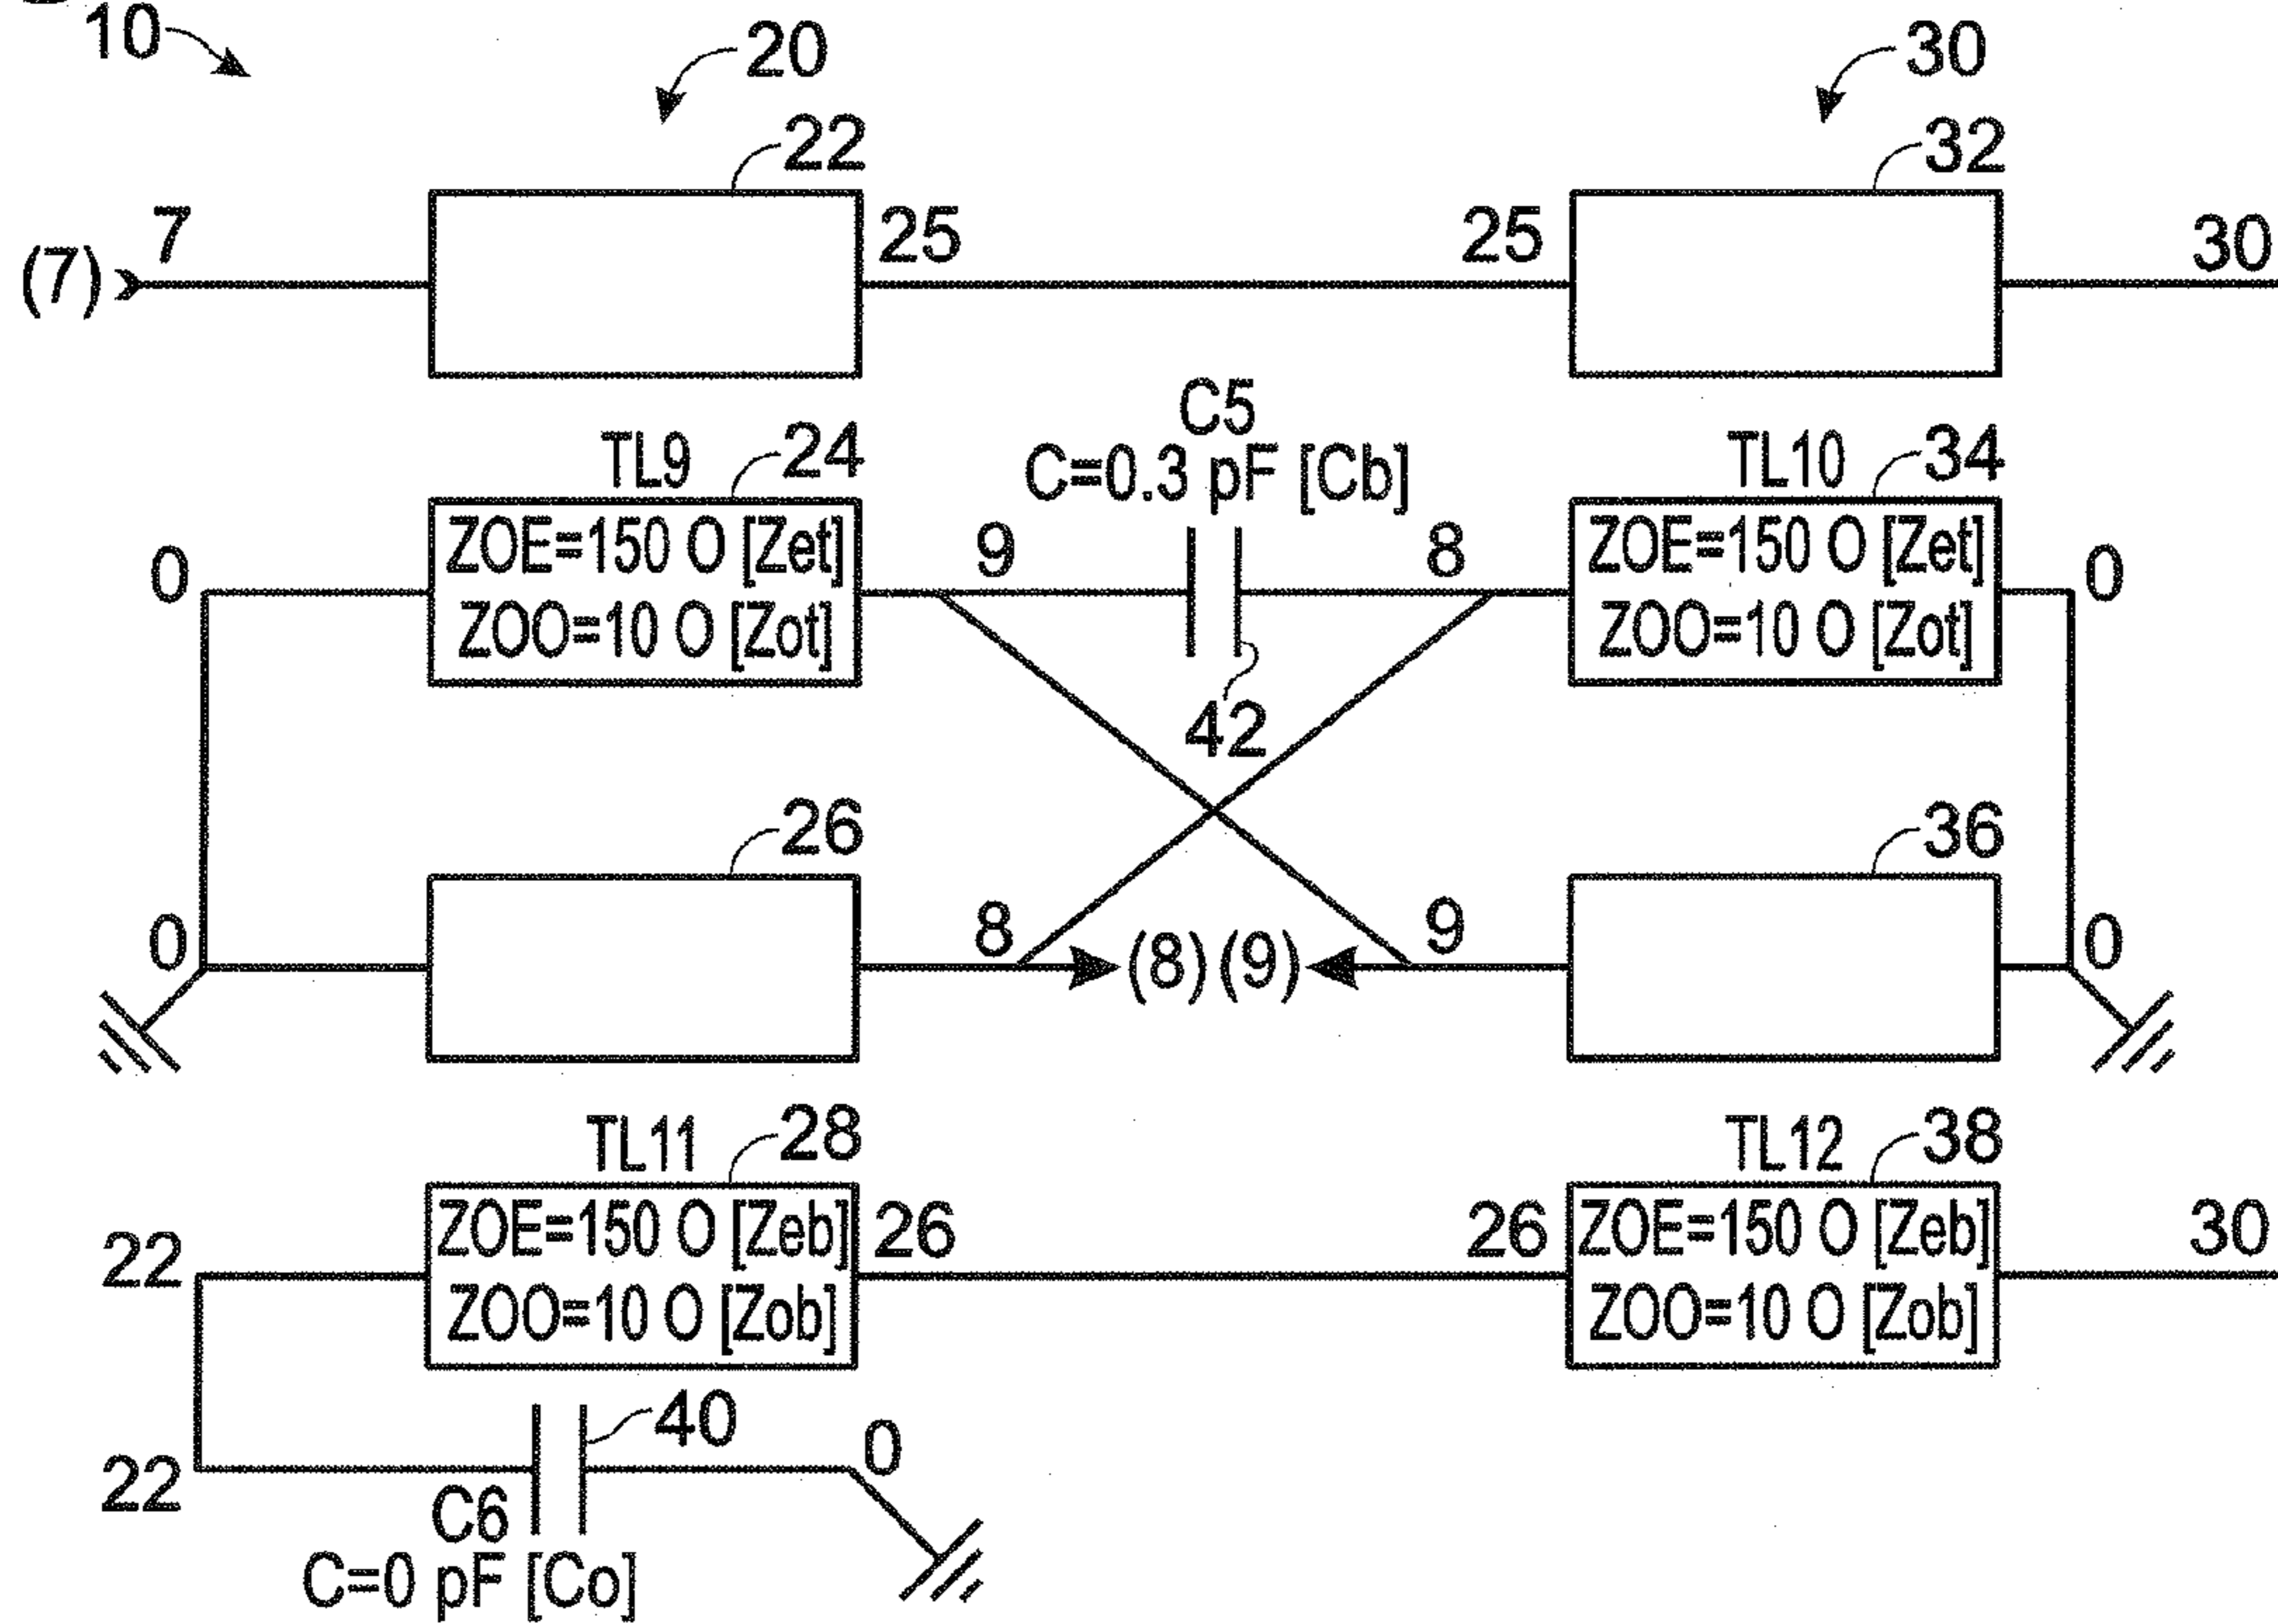 10
20
30
22
32
7
(7)
25
25
30
C5
C=0.3 pF [Cb]
TL9
24
TL10
34
ZOE=150 O [Zet]
ZOO=10 O [Zot]
ZOE=150 O [Zet]
ZOO=10 O [Zot]
0
9
8
0
42
26
36
0
8
(8)
(9)
9
0
TL11
28
TL12
38
22
ZOE=150 O [Zeb]
ZOO=10 O [Zob]
26
26
ZOE=150 O [Zeb]
ZOO=10 O [Zob]
30
40
0
22
C6
C=0 pF [Co]